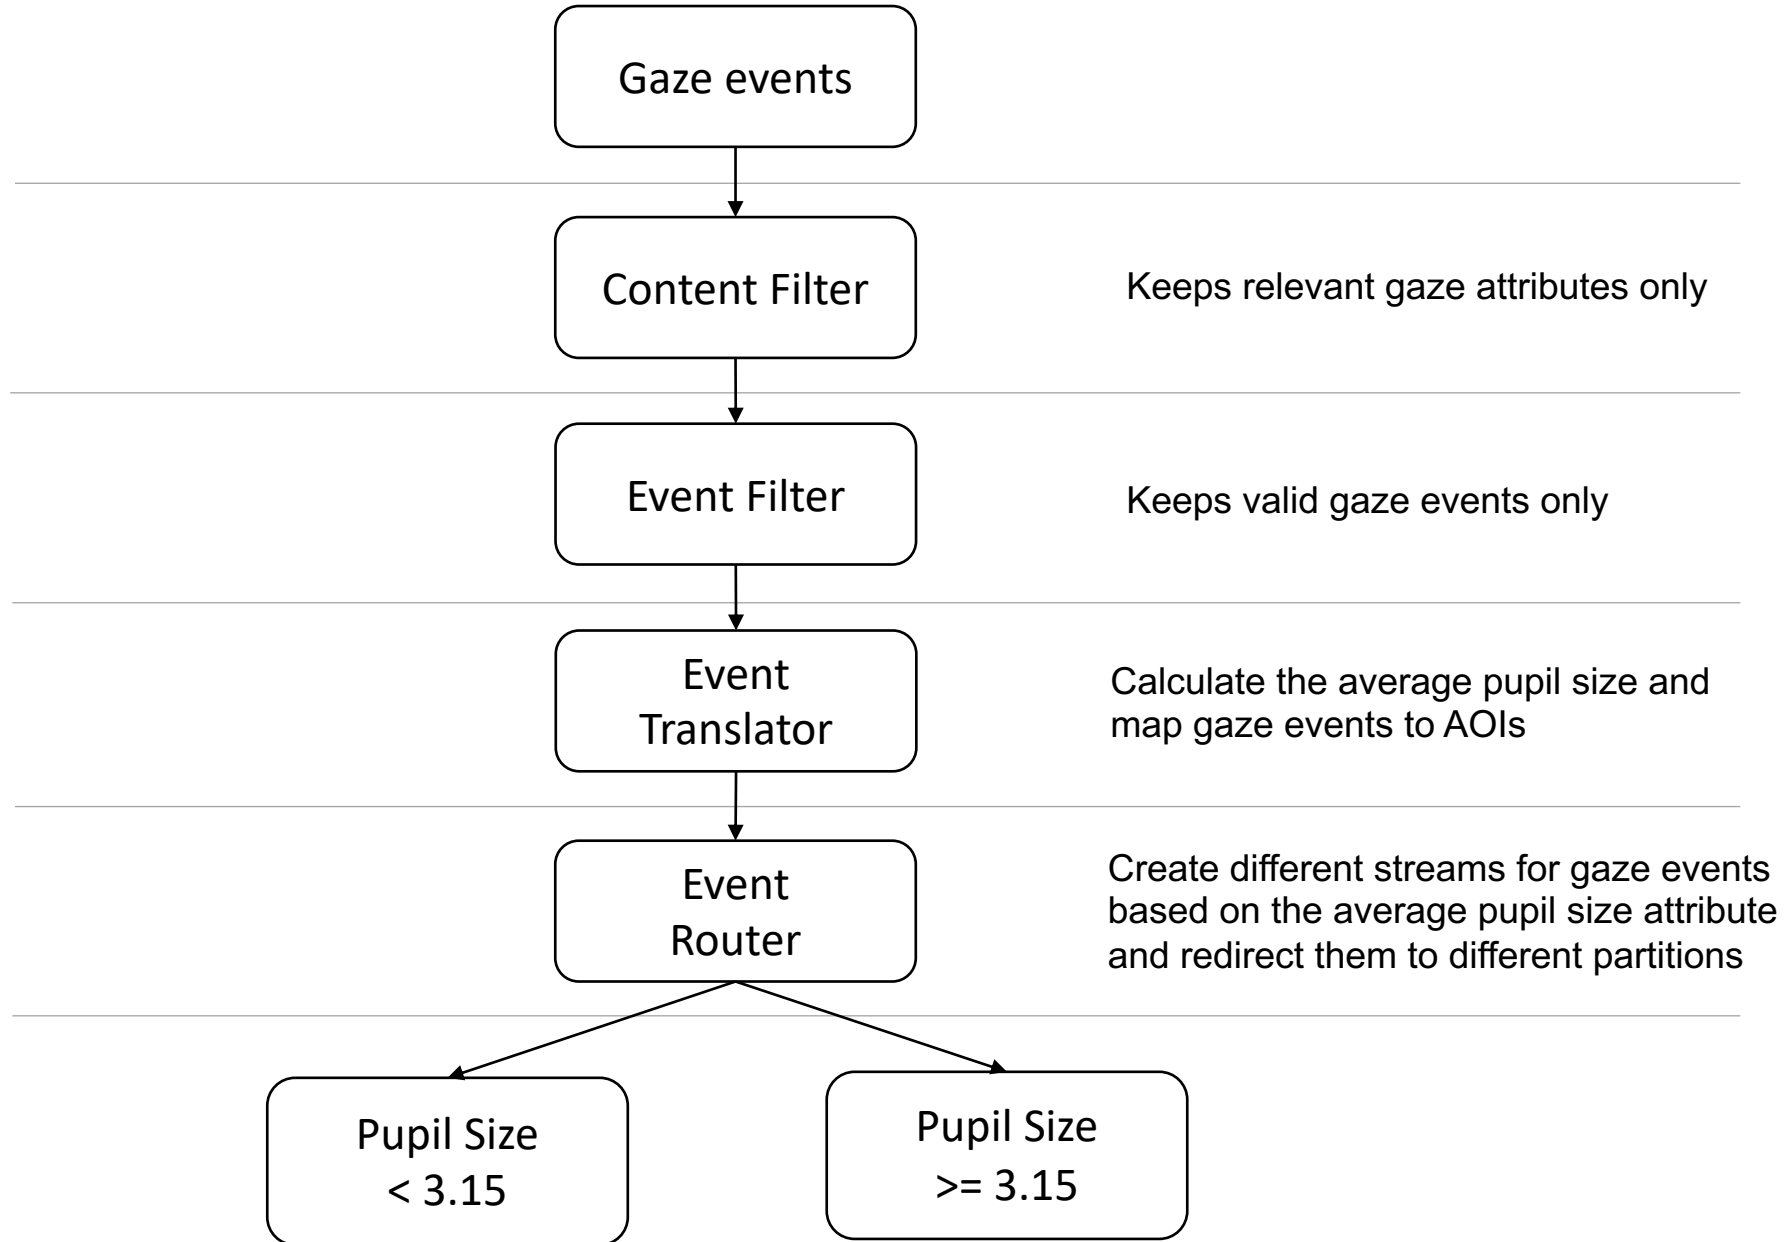 Gaze events
Content Filter
Keeps relevant gaze attributes only
Event Filter
Keeps valid gaze events only
Event
Translator
Calculate the average pupil size and
map gaze events to AOIs
Event
Router
Create different streams for gaze events
based on the average pupil size attribute
and redirect them to different partitions
Pupil Size
< 3.15
Pupil Size
>= 3.15